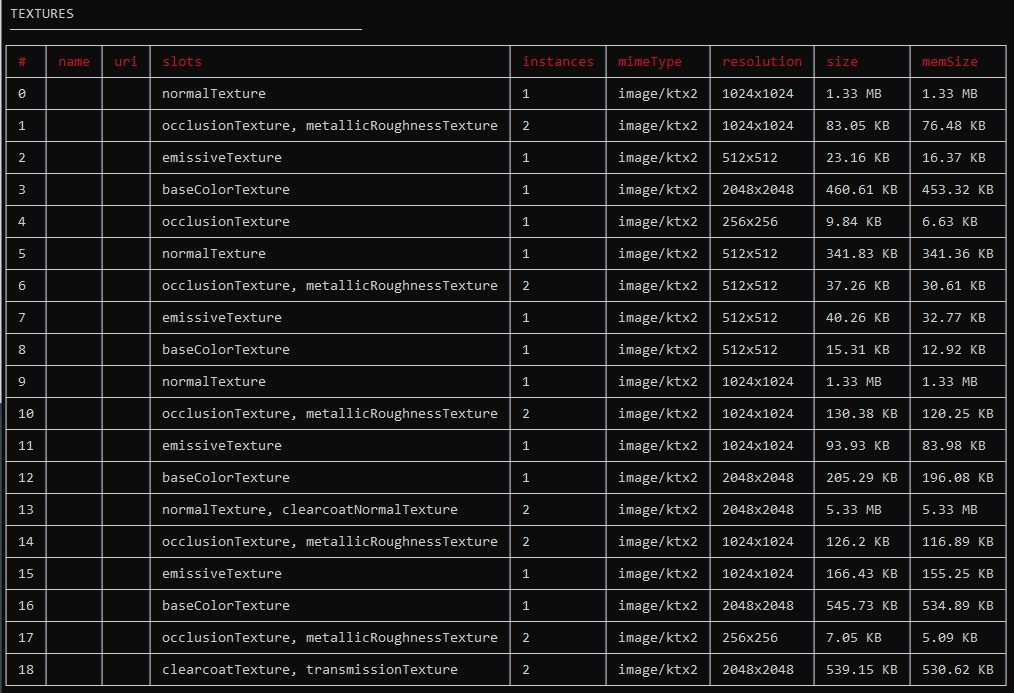 TEXTURES
# name uri slots instances mimeType resolution size memSize
0 normalTexture 1 image/ktx2 1024x1024 1.33 MB 1.33 MB
1 occlusionTexture, metallicRoughnessTexture 2 image/ktx2 1024x1024 83.05 KB 76.48 KB
2 emissiveTexture 1 image/ktx2 512x512 23.16 KB 16.37 KB
3 baseColorTexture 1 image/ktx2 2048x2048 460.61 KB 453.32 KB
4 occlusionTexture 1 image/ktx2 256x256 9.84 KB 6.63 KB
5 normalTexture 1 image/ktx2 512x512 341.83 KB 341.36 KB
6 occlusionTexture, metallicRoughnessTexture 2 image/ktx2 512x512 37.26 KB 30.61 KB
7 emissiveTexture 1 image/ktx2 512x512 40.26 KB 32.77 KB
8 baseColorTexture 1 image/ktx2 512x512 15.31 KB 12.92 KB
9 normalTexture 1 image/ktx2 1024x1024 1.33 MB 1.33 MB
10 occlusionTexture, metallicRoughnessTexture 2 image/ktx2 1024x1024 130.38 KB 120.25 KB
11 emissiveTexture 1 image/ktx2 1024x1024 93.93 KB 83.98 KB
12 baseColorTexture 1 image/ktx2 2048x2048 205.29 KB 196.08 KB
13 normalTexture, clearcoatNormalTexture 2 image/ktx2 2048x2048 5.33 MB 5.33 MB
14 occlusionTexture, metallicRoughnessTexture 2 image/ktx2 1024x1024 126.2 KB 116.89 KB
15 emissiveTexture 1 image/ktx2 1024x1024 166.43 KB 155.25 KB
16 baseColorTexture 1 image/ktx2 2048x2048 545.73 KB 534.89 KB
17 occlusionTexture, metallicRoughnessTexture 2 image/ktx2 256x256 7.05 KB 5.09 KB
18 clearcoatTexture, transmissionTexture 2 image/ktx2 2048x2048 539.15 KB 530.62 KB